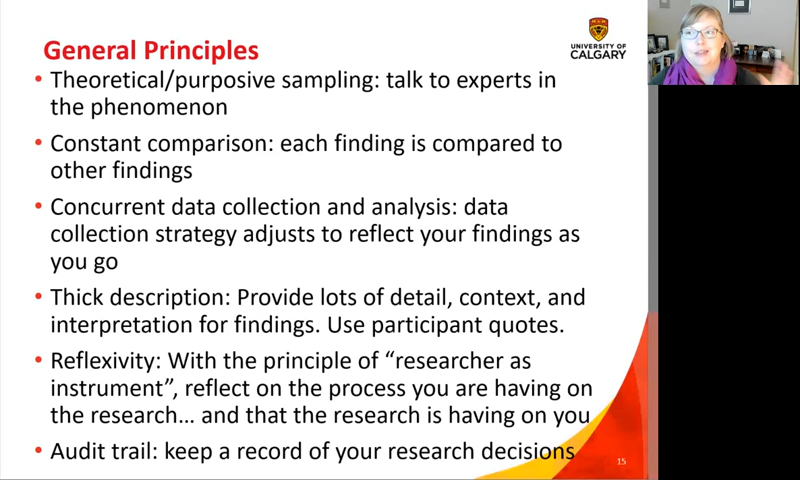 General Principles
UNIVERSITY OF
CALGARY
• Theoretical/purposive sampling: talk to experts in
the phenomenon
• Constant comparison: each finding is compared to
other findings
• Concurrent data collection and analysis: data
collection strategy adjusts to reflect your findings as
you go
• Thick description: Provide lots of detail, context, and
interpretation for findings. Use participant quotes.
• Reflexivity: With the principle of “researcher as
instrument”, reflect on the process you are having on
the research… and that the research is having on you
• Audit trail: keep a record of your research decisions
15